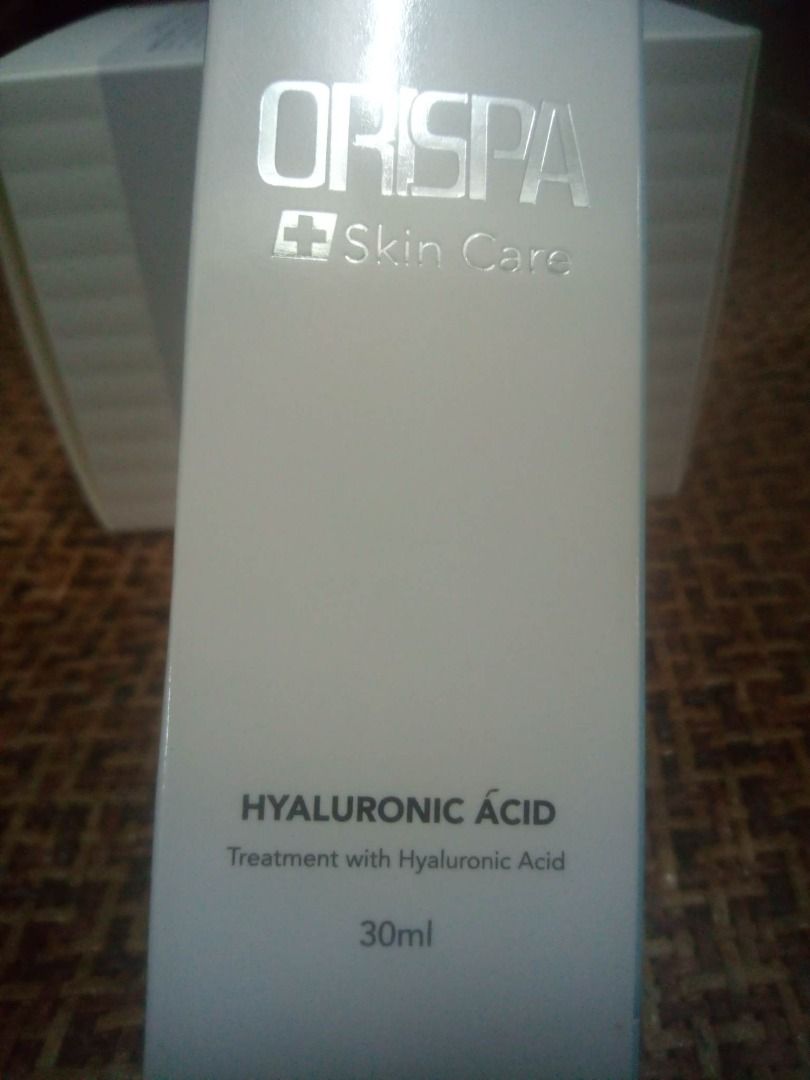 ORISPA
Skin Care
HYALURONIC ÁCID
Treatment with Hyaluronic Acid
30ml